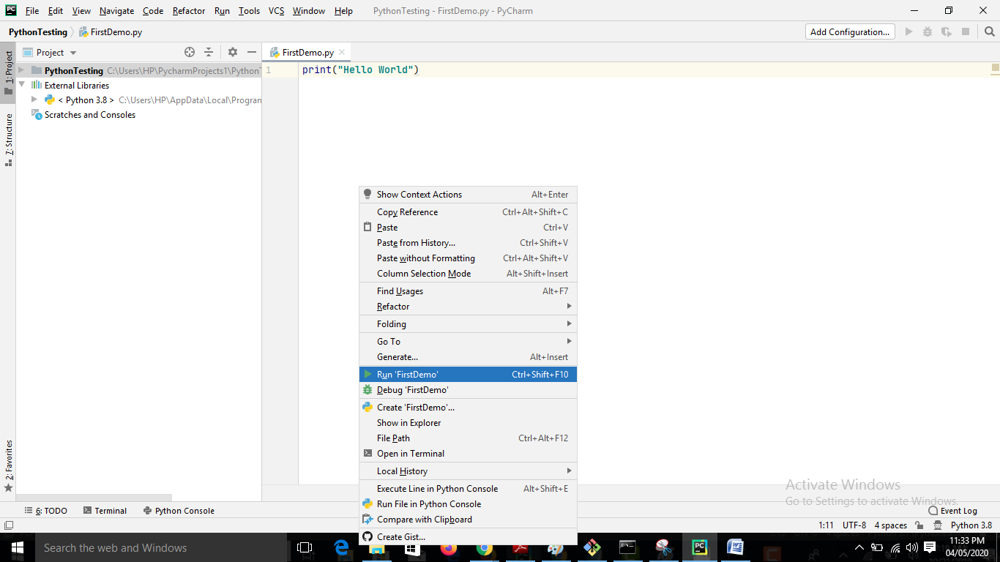 PC File Edit View Navigate Code Refactor Run Tools VCS Window Help PythonTesting - FirstDemo.py - PyCharm
PythonTesting FirstDemo.py Add Configuration...
1: Project
Project
FirstDemo.py
PythonTesting C:\Users\HP\PycharmProjects1\PythonT
External Libraries
< Python 3.8 > C:\Users\HP\AppData\Local\Program
Scratches and Consoles
7: Structure
2: Favorites
1 print("Hello World")
Show Context Actions Alt+Enter
Copy Reference Ctrl+Alt+Shift+C
Paste Ctrl+V
Paste from History... Ctrl+Shift+V
Paste without Formatting Ctrl+Alt+Shift+V
Column Selection Mode Alt+Shift+Insert
Find Usages Alt+F7
Refactor
Folding
Go To
Generate... Alt+Insert
Run 'FirstDemo' Ctrl+Shift+F10
Debug 'FirstDemo'
Create 'FirstDemo'...
Show in Explorer
File Path Ctrl+Alt+F12
Open in Terminal
Local History
Execute Line in Python Console Alt+Shift+E
Run File in Python Console
Compare with Clipboard
Create Gist...
Activate Windows
Go to Settings to activate Windows.
6: TODO Terminal Python Console Event Log
1:11 UTF-8 4 spaces Python 3.8
Search the web and Windows
PC
11:33 PM
04/05/2020